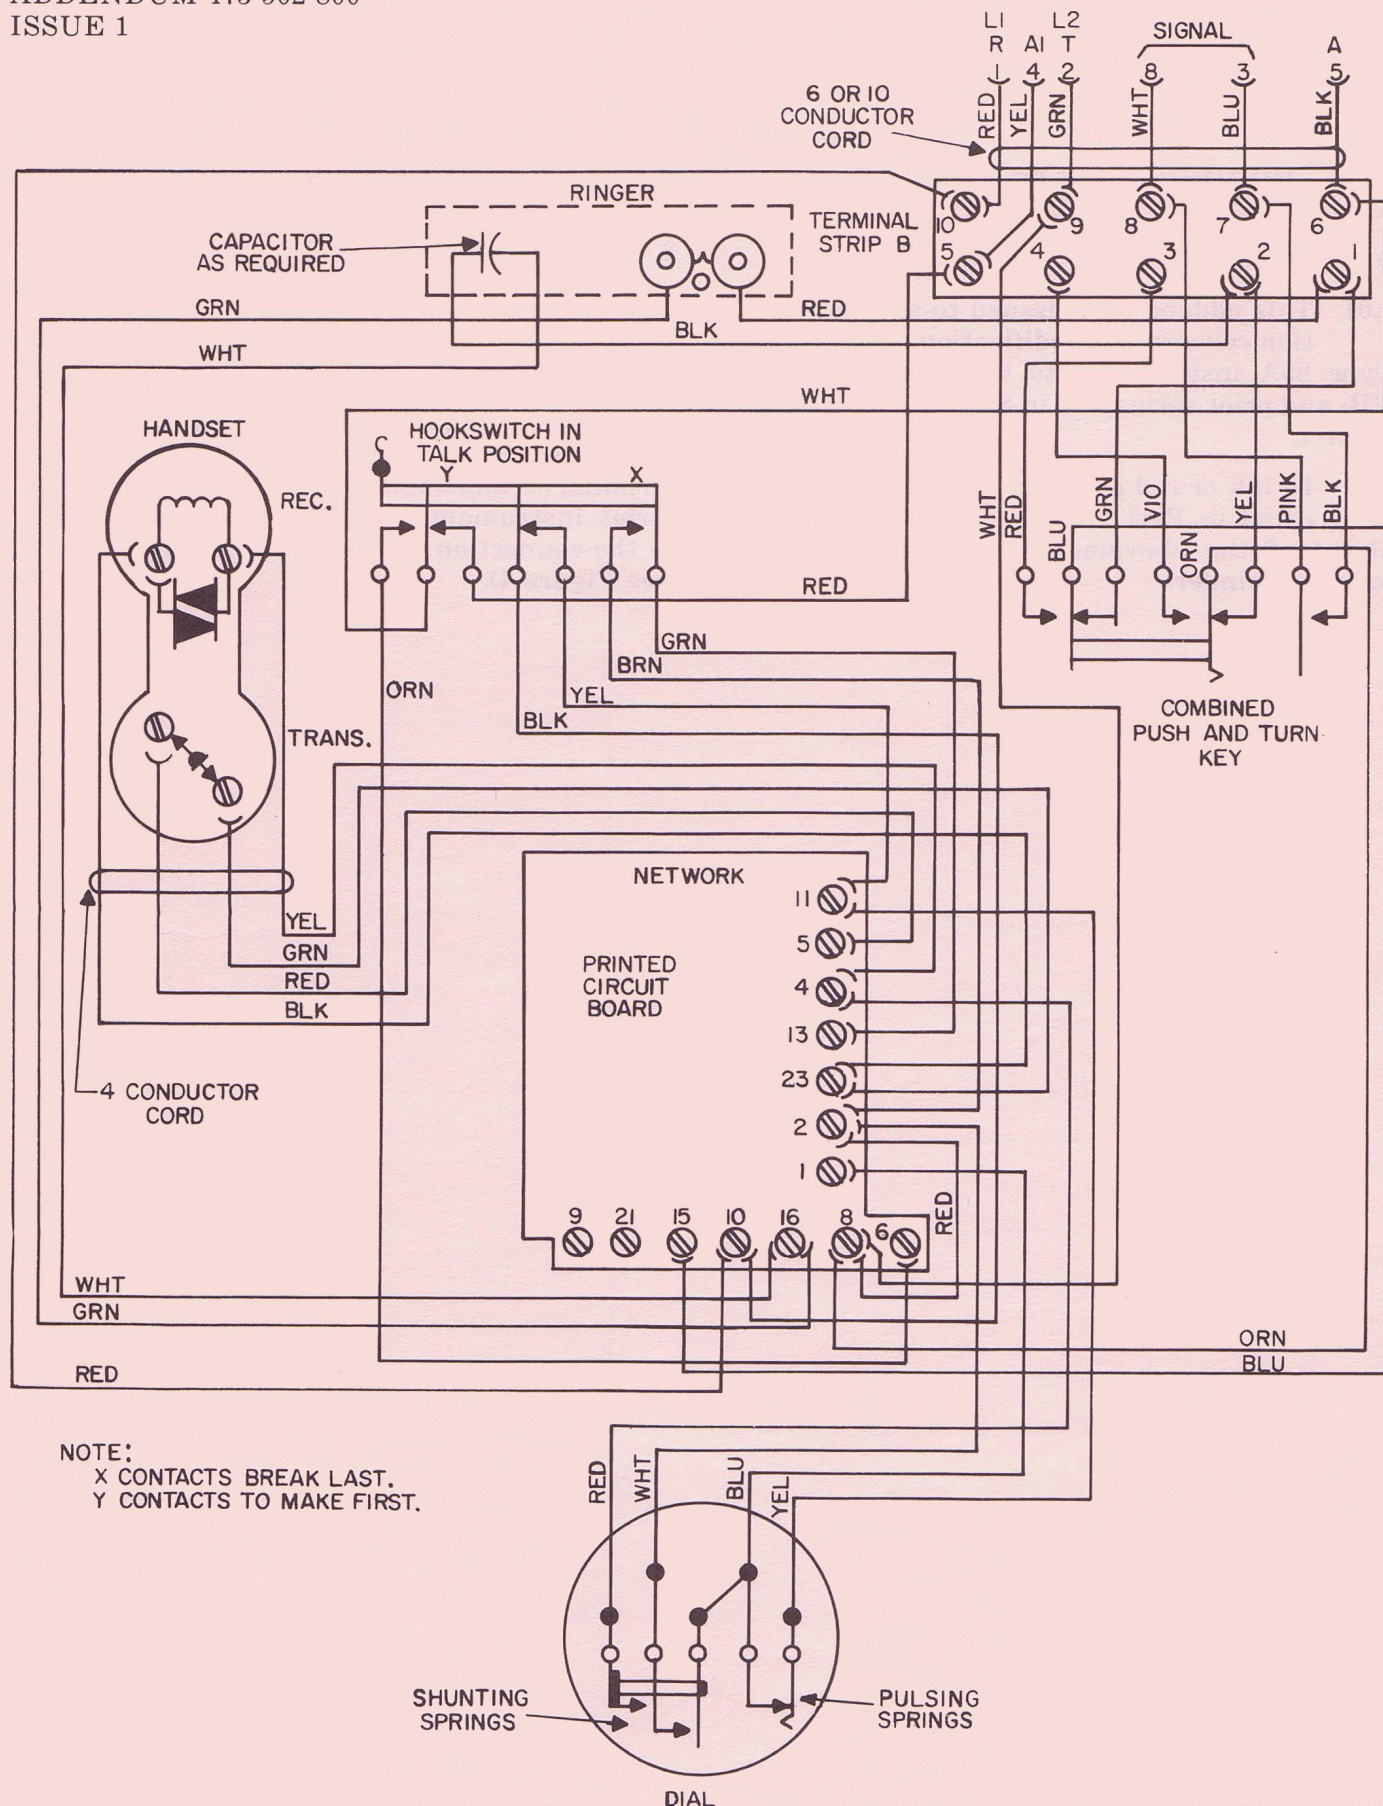 ISSUE 1
L1 L2
R A1 T SIGNAL A
1 4 2 8 3 5
RED YEL GRN WHT BLU BLK
6 OR 10
CONDUCTOR
CORD
RINGER
CAPACITOR
AS REQUIRED
TERMINAL
STRIP B
10 9 8 7 6
5 4 3 2 1
GRN BLK RED
WHT
WHT
HANDSET
REC.
HOOKSWITCH IN
TALK POSITION
C Y X
WHT RED BLU GRN VIO ORN YEL PINK BLK
RED
GRN
BRN
ORN YEL
BLK
COMBINED
PUSH AND TURN
KEY
TRANS.
NETWORK
PRINTED
CIRCUIT
BOARD
11
5
4
13
23
2
1
YEL
GRN
RED
BLK
4 CONDUCTOR
CORD
9 21 15 10 16 8 6 RED
WHT
GRN
RED
ORN
BLU
NOTE:
X CONTACTS BREAK LAST.
Y CONTACTS TO MAKE FIRST.
RED WHT BLU YEL
SHUNTING
SPRINGS
PULSING
SPRINGS
DIAL